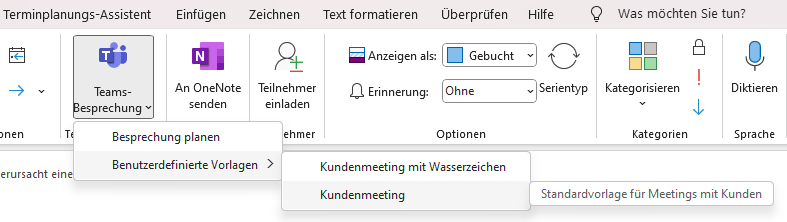 Terminplanungs-Assistent Einfügen Zeichnen Text formatieren Überprüfen Hilfe Was möchten Sie tun?
Teams-
Besprechung
An OneNote
senden
Teilnehmer
einladen
Anzeigen als: Gebucht
Erinnerung: Ohne
Serientyp
Kategorisieren
Diktieren
onen Te hmer Optionen Kategorien Sprache
Besprechung planen
Benutzerdefinierte Vorlagen
erursacht eine
Kundenmeeting mit Wasserzeichen
Kundenmeeting
Standardvorlage für Meetings mit Kunden